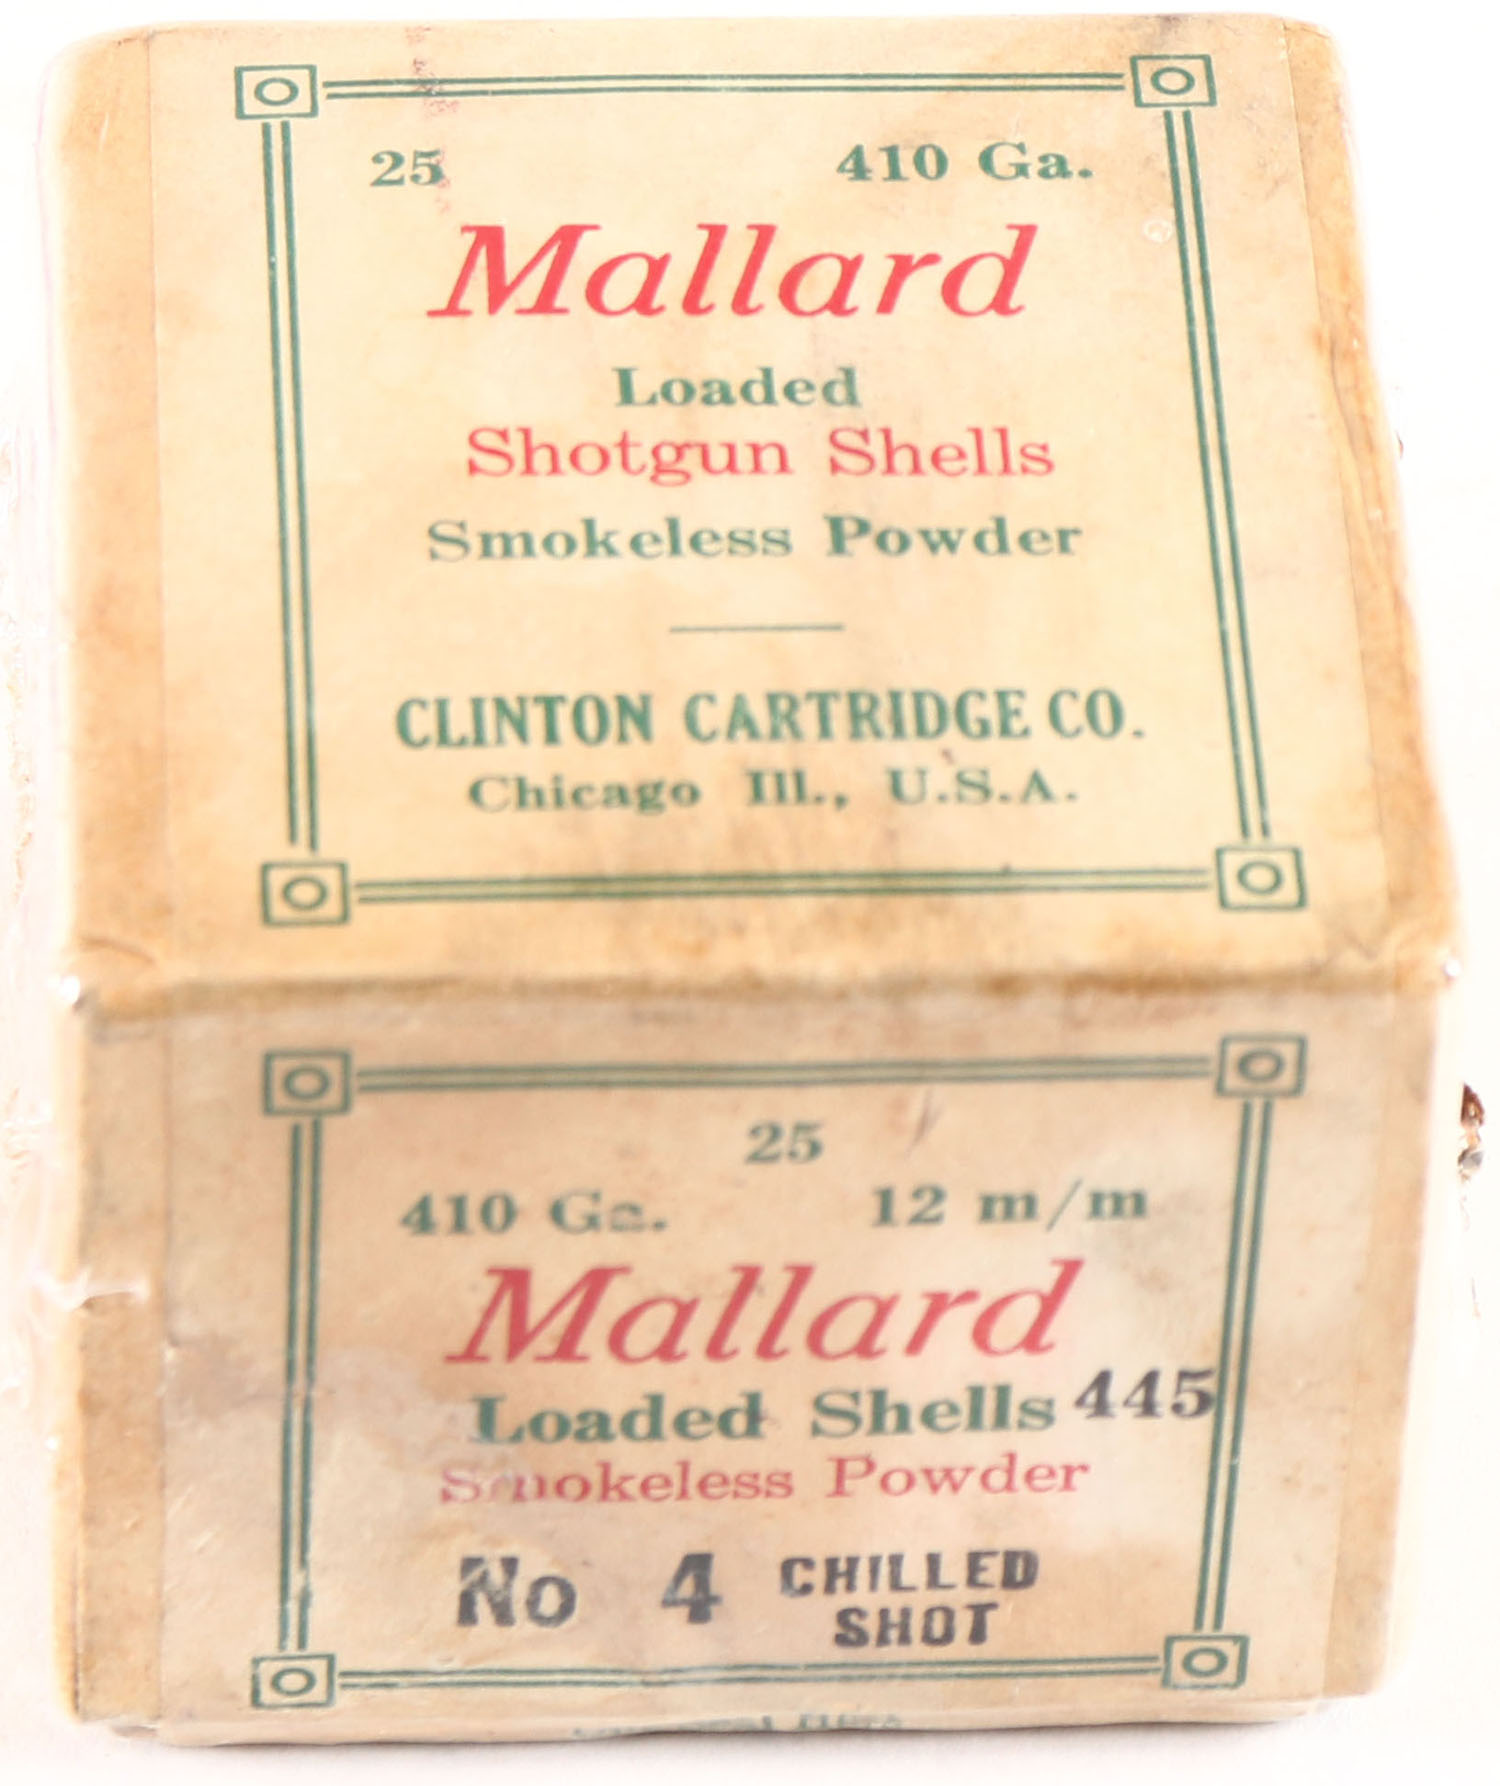 25 410 Ga.
Mallard
Loaded
Shotgun Shells
Smokeless Powder
CLINTON CARTRIDGE CO.
Chicago Ill., U.S.A.
25
410 Ga. 12 m/m
Mallard
Loaded Shells 445
Smokeless Powder
No 4 CHILLED
SHOT